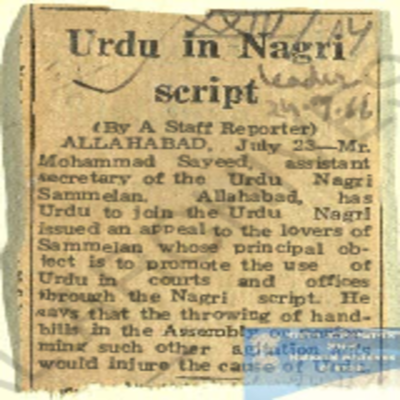 XXIV/14
Urdu in Nagri
Leader
script
24-7-66
(By A Staff Reporter)
ALLAHABAD, July 23—Mr.
Mohammad Sayeed, assistant
secretary of the Urdu Nagri
Sammelan, Allahabad, has
Urdu to join the Urdu Nagri
issued an appeal to the lovers of
Sammelan whose principal ob-
ject is to promote the use of
Urdu in courts and offices
through the Nagri script. He
says that the throwing of hand-
bills in the Assembly or
ming such other agitation
would injure the cause of Urdu.